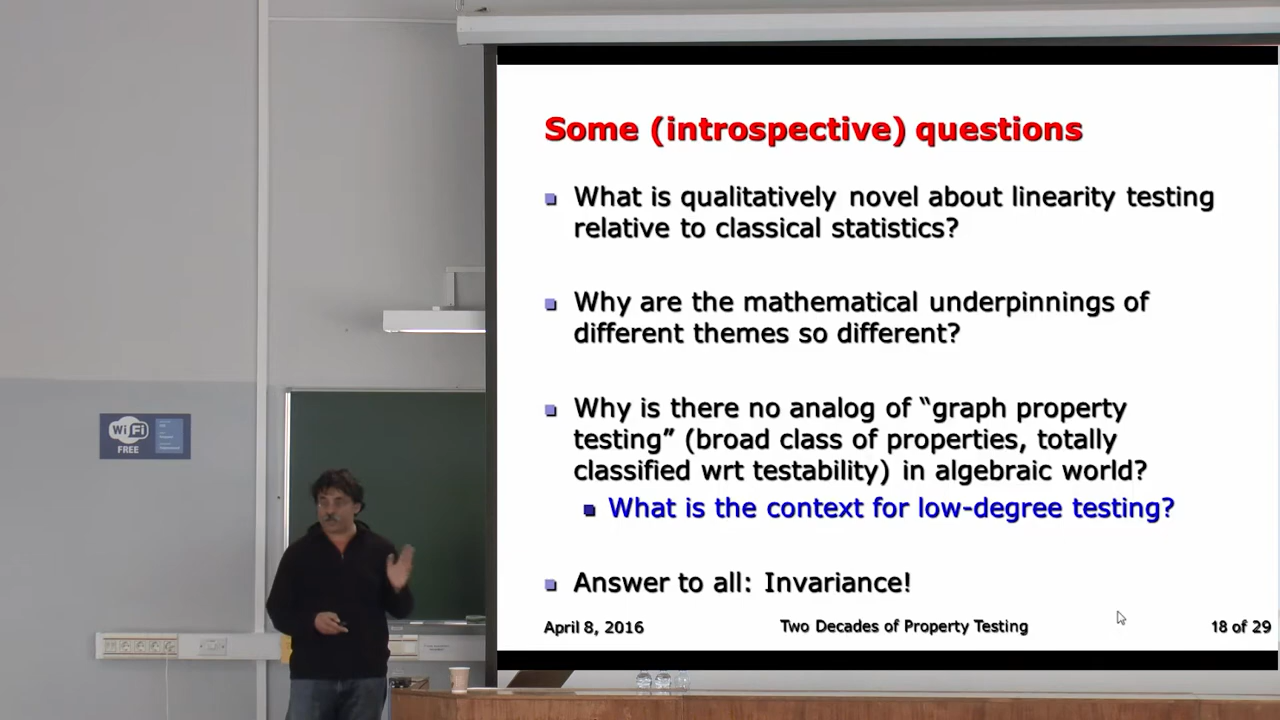 Some (introspective) questions
What is qualitatively novel about linearity testing
relative to classical statistics?
Why are the mathematical underpinnings of
different themes so different?
Why is there no analog of “graph property
testing” (broad class of properties, totally
classified wrt testability) in algebraic world?
What is the context for low-degree testing?
Answer to all: Invariance!
April 8, 2016
Two Decades of Property Testing
18 of 29
WiFi
FREE